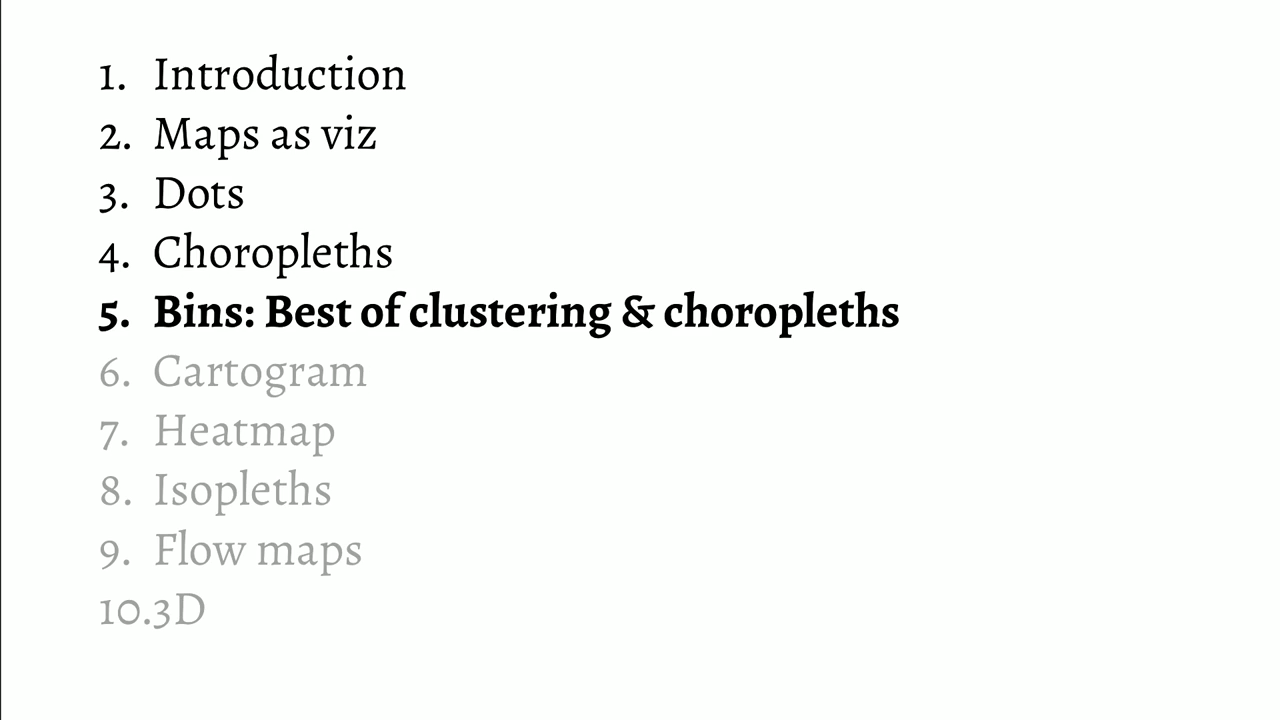 1. Introduction
2. Maps as viz
3. Dots
4. Choropleths
5. Bins: Best of clustering & choropleths
6. Cartogram
7. Heatmap
8. Isopleths
9. Flow maps
10.3D